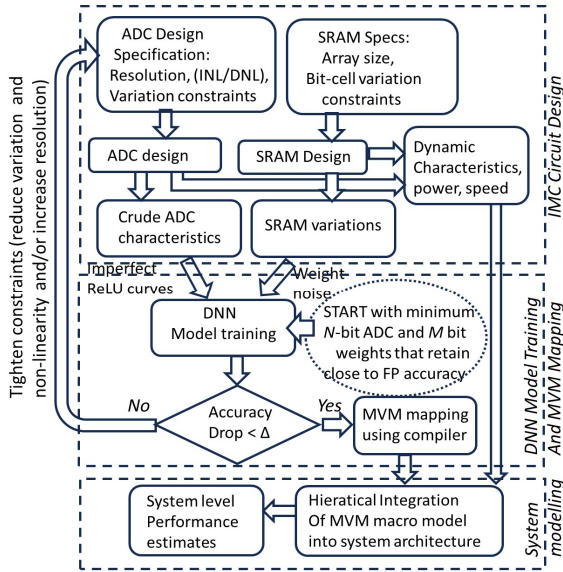 ADC Design
Specification:
Resolution, (INL/DNL),
Variation constraints
SRAM Specs:
Array size,
Bit-cell variation
constraints
ADC design
SRAM Design
Dynamic
Characteristics,
power, speed
Crude ADC
characteristics
SRAM variations
IMC Circuit Design
Imperfect
ReLU curves
Weight
noise
DNN
Model training
START with minimum
N-bit ADC and M bit
weights that retain
close to FP accuracy
Accuracy
Drop < Δ
No
Yes
MVM mapping
using compiler
DNN Model Training
And MVM Mapping
System level
Performance
estimates
Hieratical Integration
Of MVM macro model
into system architecture
System
modelling
Tighten constraints (reduce variation and
non-linearity and/or increase resolution)